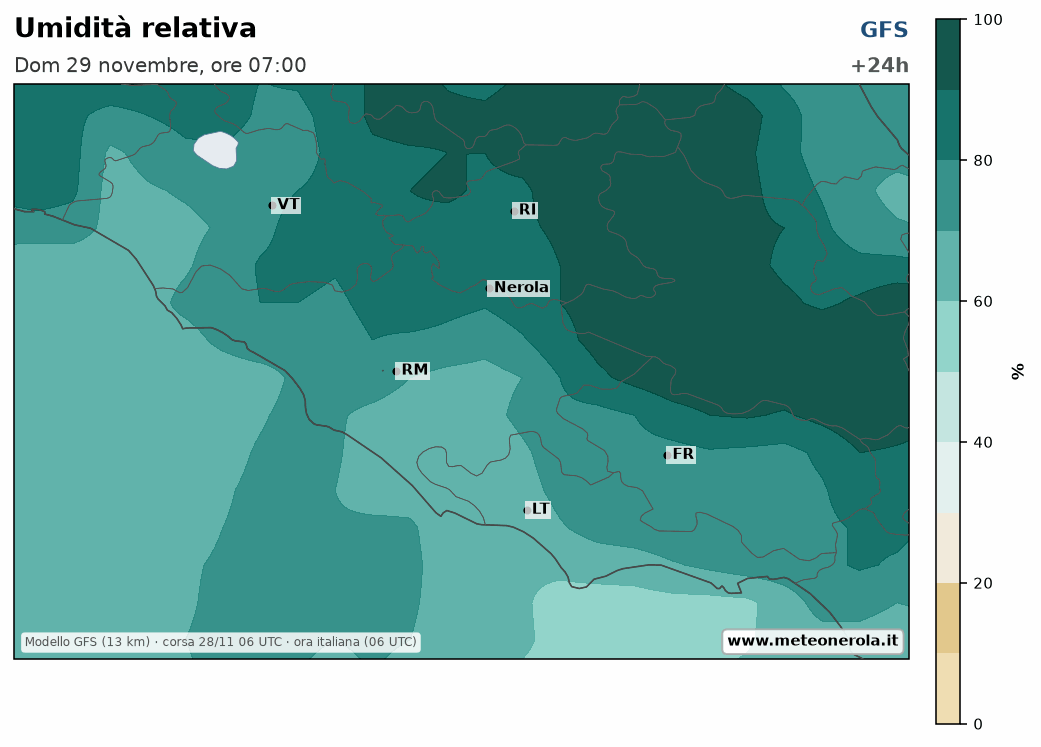 Umidità relativa
GFS
Dom 29 novembre, ore 07:00
+24h
100
80
60
40
20
0
%
VT
RI
Nerola
RM
FR
LT
Modello GFS (13 km) · corsa 28/11 06 UTC · ora italiana (06 UTC)
www.meteonerola.it